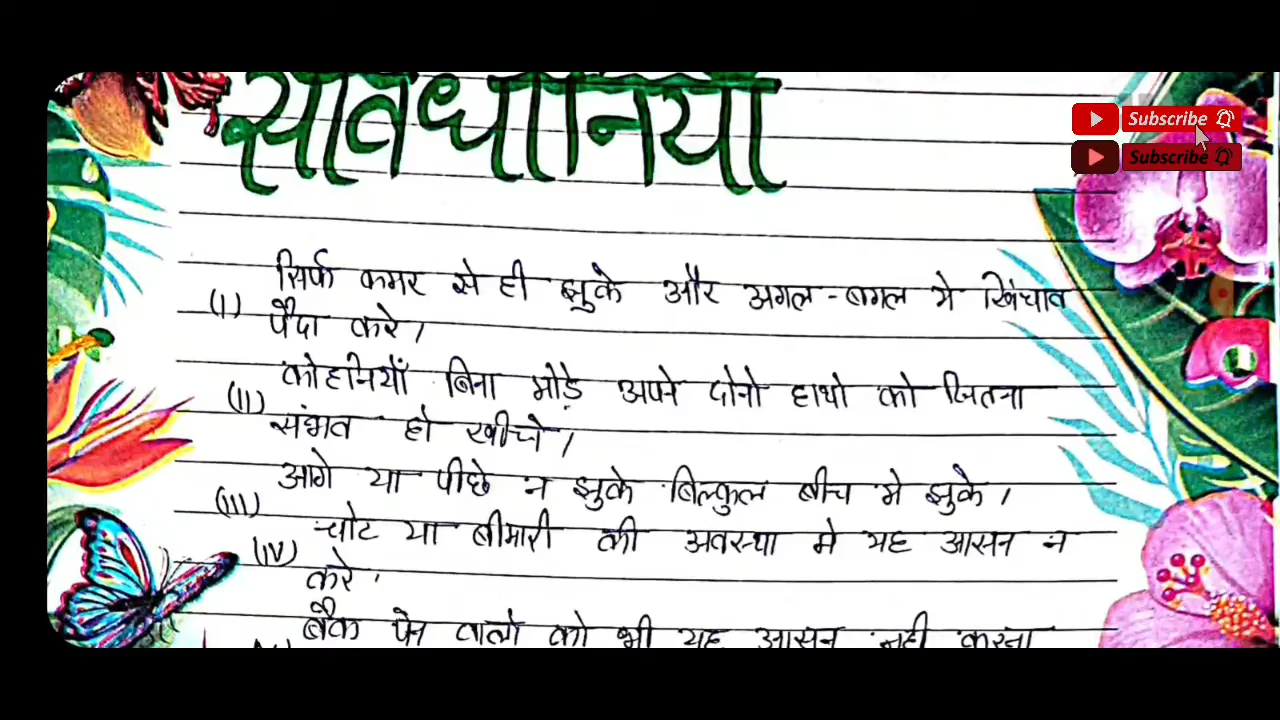 सावधानियाँ
Subscribe
Subscribe
सिर्फ कमर से ही झुके और अगल-बगल मे खिंचाव
(I) पैदा करे।
कोहनियाँ बिना मोड़े अपने दोनो हाथो को जितना
(II) संभव हो खीचे।
आगे या पीछे न झुके बिल्कुल बीच मे झुके।
(III)
चोट या बीमारी की अवस्था मे यह आसन न
(IV) करे।
बैक पेन वालो को भी यह आसन नही करना